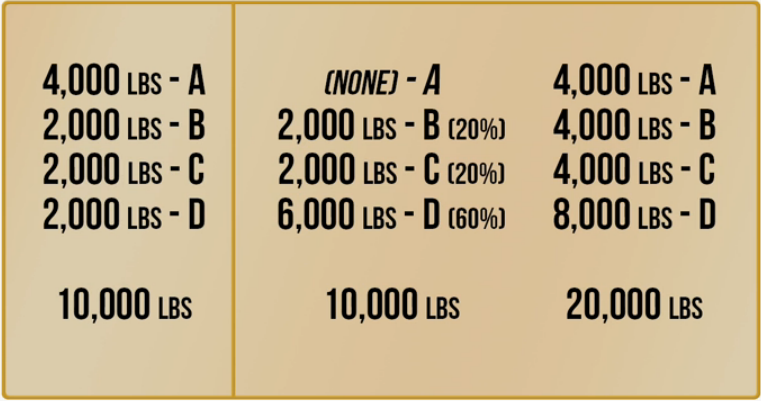 4,000 LBS - A
2,000 LBS - B
2,000 LBS - C
2,000 LBS - D
10,000 LBS
(NONE) - A
2,000 LBS - B (20%)
2,000 LBS - C (20%)
6,000 LBS - D (60%)
10,000 LBS
4,000 LBS - A
4,000 LBS - B
4,000 LBS - C
8,000 LBS - D
20,000 LBS